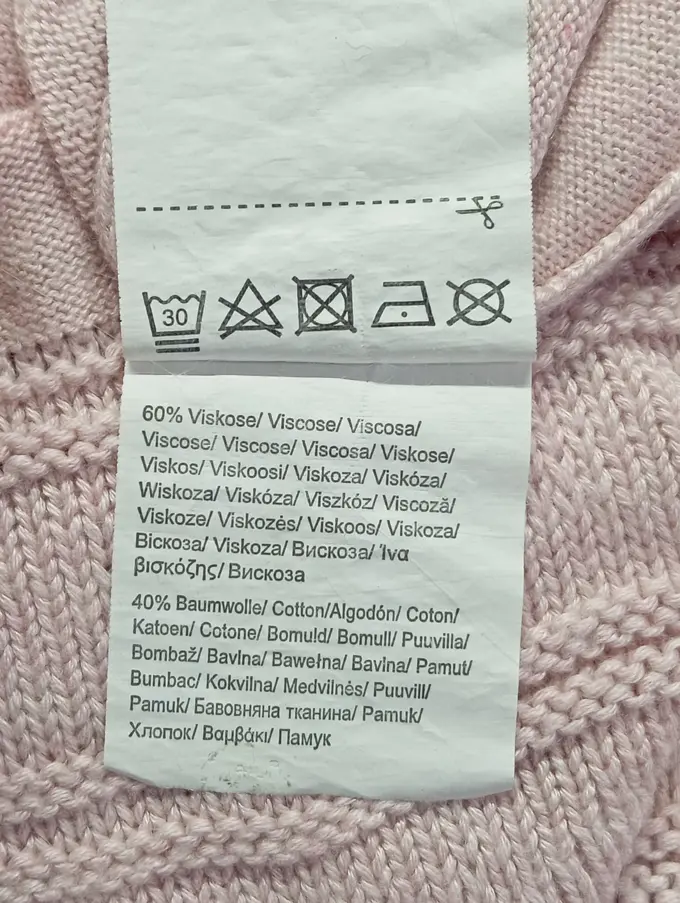 30
60% Viskose/ Viscose/ Viscosa/
Viscose/ Viscose/ Viscosa/ Viskose/
Viskos/ Viskoosi/ Viskoza/ Viskóza/
Wiskoza/ Viskóza/ Viszkóz/ Viscoză/
Viskoze/ Viskozės/ Viskoos/ Viskoza/
Віскоза/ Viskoza/ Вискоза/ Ίνα
βισκόζης/ Вискоза
40% Baumwolle/ Cotton/Algodón/ Coton/
Katoen/ Cotone/ Bomuld/ Bomull/ Puuvilla/
Bombaž/ Bavlna/ Bawełna/ Bavlna/ Pamut/
Bumbac/ Kokvilna/ Medvilnės/ Puuvill/
Pamuk/ Бавовняна тканина/ Pamuk/
Хлопок/ Βαμβάκι/ Памук